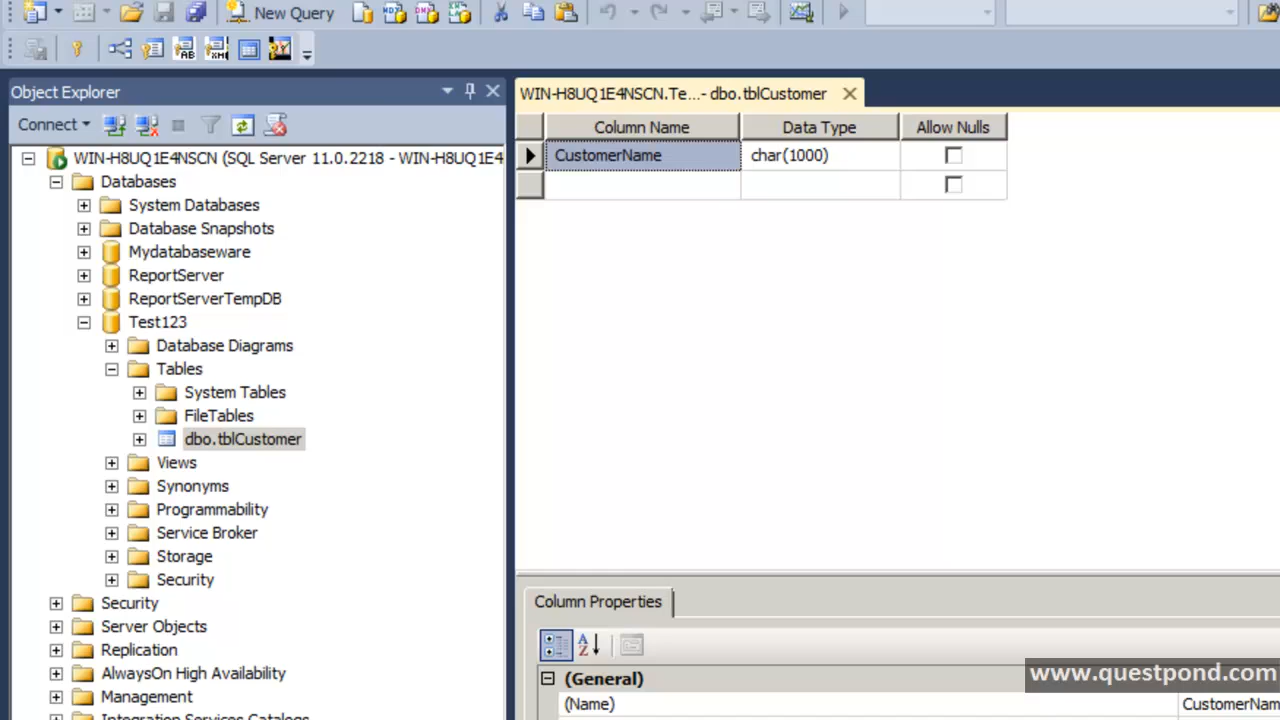 New Query
Object Explorer
WIN-H8UQ1E4NSCN.Te...- dbo.tblCustomer
Connect
Column Name Data Type Allow Nulls
WIN-H8UQ1E4NSCN (SQL Server 11.0.2218 - WIN-H8UQ1E4
CustomerName char(1000)
Databases
System Databases
Database Snapshots
Mydatabaseware
ReportServer
ReportServerTempDB
Test123
Database Diagrams
Tables
System Tables
FileTables
dbo.tblCustomer
Views
Synonyms
Programmability
Service Broker
Storage
Security
Security
Server Objects
Replication
AlwaysOn High Availability
Management
Integration Services Catalogs
Column Properties
(General)
(Name) CustomerNam
www.questpond.com